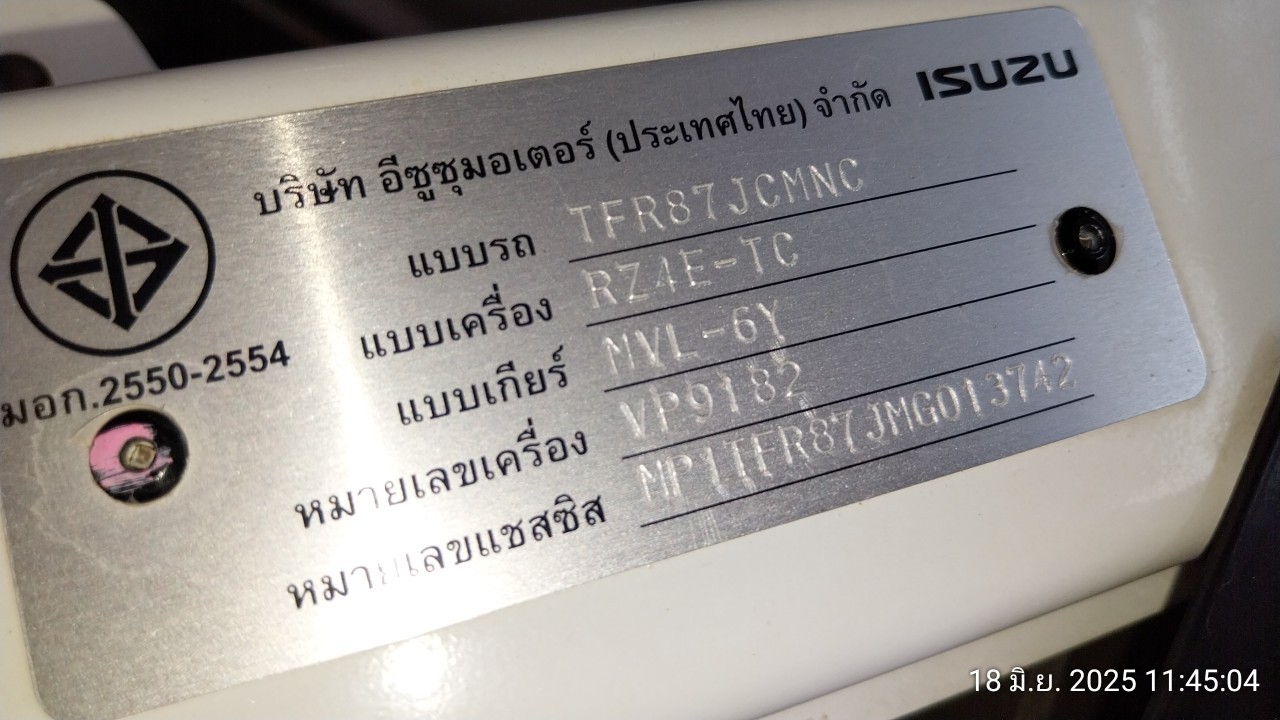 บริษัท อีซูซุมอเตอร์ (ประเทศไทย) จำกัด ISUZU
แบบรถ TFR87JCMNC
แบบเครื่อง RZ4E-TC
มอก.2550-2554
แบบเกียร์ MVL-6Y
หมายเลขเครื่อง VP9182
หมายเลขแชสซิส MP1TFR87JMG013742
18 มิ.ย. 2025 11:45:04